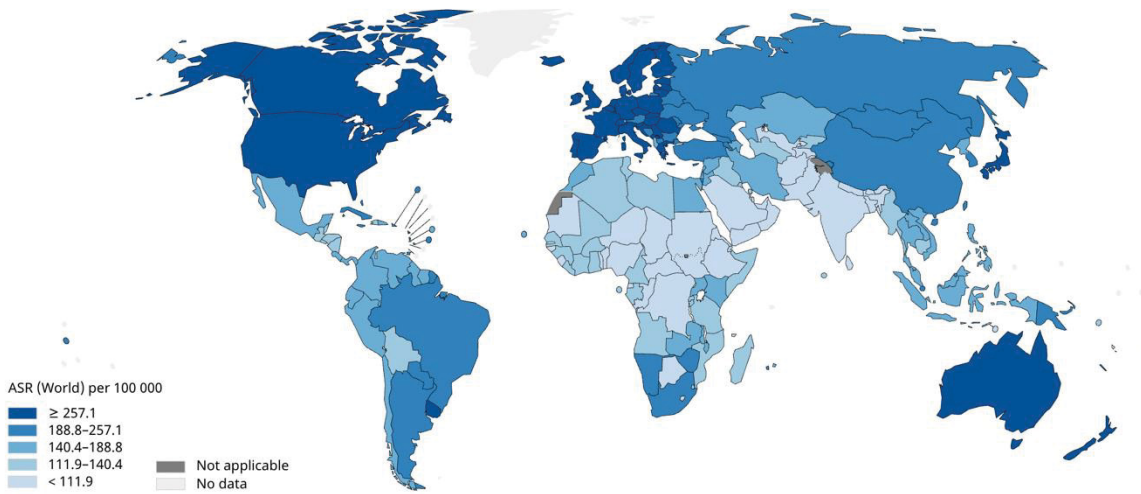 ASR (World) per 100 000
≥ 257.1
188.8–257.1
140.4–188.8
111.9–140.4
< 111.9
Not applicable
No data